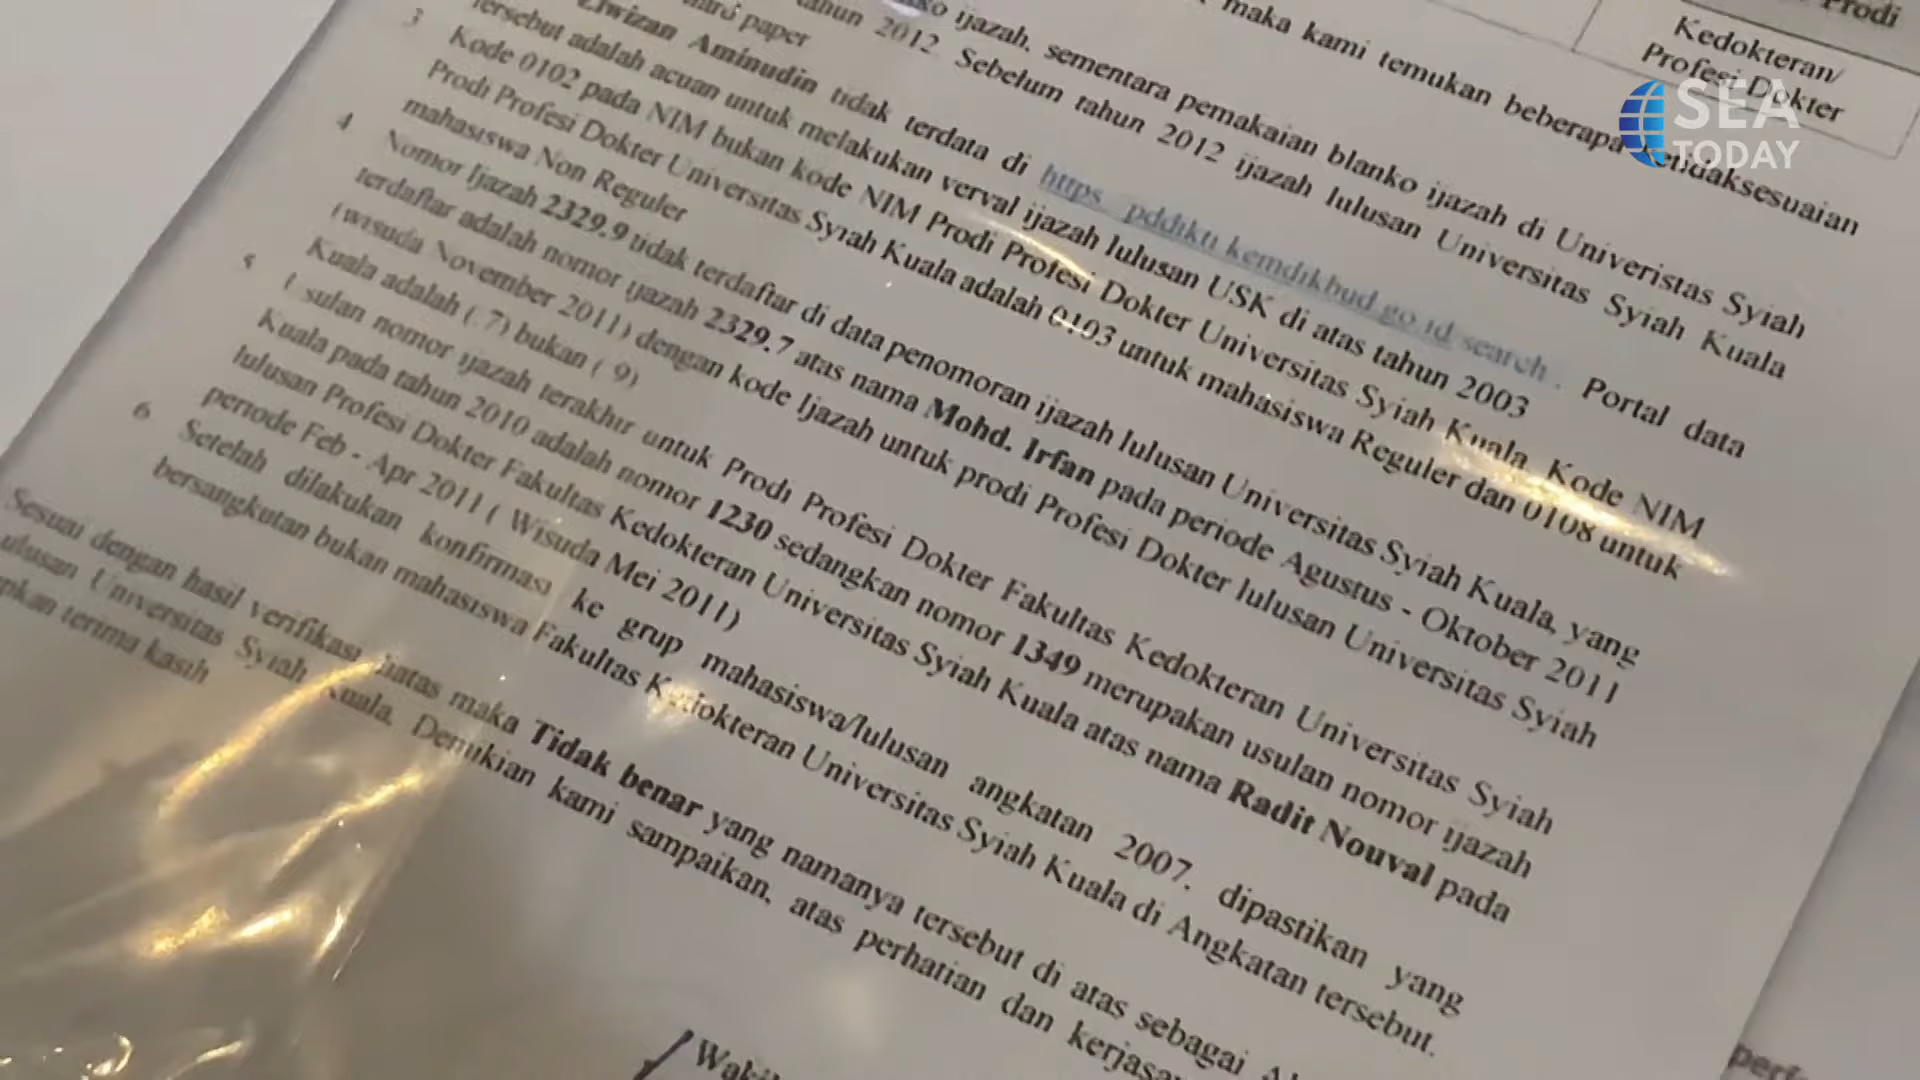 Prodi
Kedokteran/
Profesi Dokter
SEA
TODAY
maka kami temukan beberapa ketidaksesuaian
ijazah, sementara pemakaian blanko ijazah di Univeristas Syiah
tahun 2012. Sebelum tahun 2012 ijazah lulusan Universitas Syiah Kuala
paper
Elwizan Aminudin tidak terdata di https pddikti kemdikbud.go.id/search . Portal data
tersebut adalah acuan untuk melakukan verval ijazah lulusan USK di atas tahun 2003
3 Kode 0102 pada NIM bukan kode NIM Prodi Profesi Dokter Universitas Syiah Kuala. Kode NIM
Prodi Profesi Dokter Universitas Syiah Kuala adalah 0103 untuk mahasiswa Reguler dan 0108 untuk
mahasiswa Non Reguler
4 Nomor Ijazah 2329.9 tidak terdaftar di data penomoran ijazah lulusan Universitas Syiah Kuala, yang
terdaftar adalah nomor ijazah 2329.7 atas nama Mohd. Irfan pada periode Agustus - Oktober 2011
(wisuda November 2011) dengan kode Ijazah untuk prodi Profesi Dokter lulusan Universitas Syiah
Kuala adalah (.7) bukan (.9)
5 Usulan nomor ijazah terakhir untuk Prodi Profesi Dokter Fakultas Kedokteran Universitas Syiah
Kuala pada tahun 2010 adalah nomor 1230 sedangkan nomor 1349 merupakan usulan nomor ijazah
lulusan Profesi Dokter Fakultas Kedokteran Universitas Syiah Kuala atas nama Radit Nouval pada
periode Feb - Apr 2011 ( Wisuda Mei 2011)
6 Setelah dilakukan konfirmasi ke grup mahasiswa/lulusan angkatan 2007, dipastikan yang
bersangkutan bukan mahasiswa Fakultas Kedokteran Universitas Syiah Kuala di Angkatan tersebut.
Sesuai dengan hasil verifikasi diatas maka Tidak benar yang namanya tersebut di atas sebagai
lulusan Universitas Syiah Kuala. Demikian kami sampaikan, atas perhatian dan
terima kasih